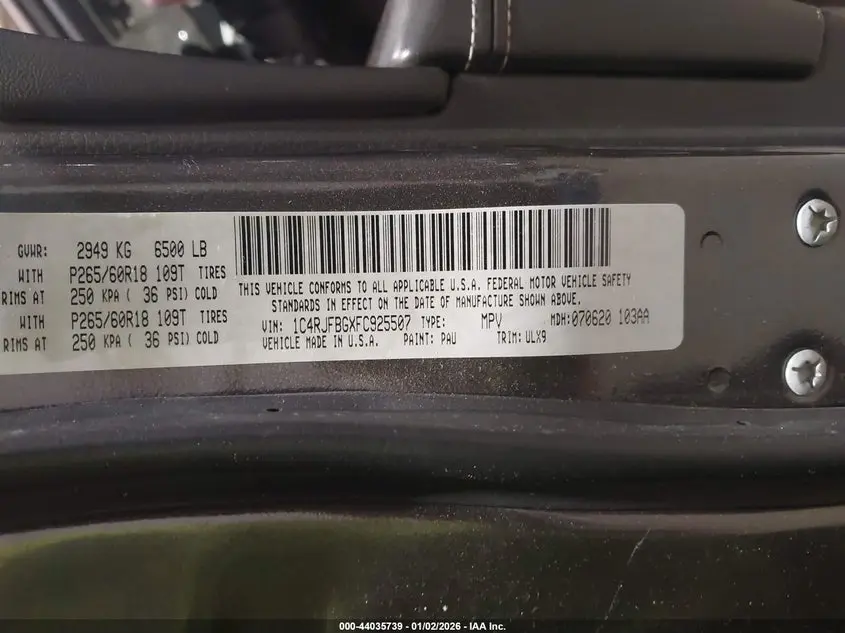 GVWR: 2949 KG 6500 LB
WITH P265/60R18 109T TIRES
RIMS AT 250 KPA ( 36 PSI) COLD
WITH P265/60R18 109T TIRES
RIMS AT 250 KPA ( 36 PSI) COLD
THIS VEHICLE CONFORMS TO ALL APPLICABLE U.S.A. FEDERAL MOTOR VEHICLE SAFETY
STANDARDS IN EFFECT ON THE DATE OF MANUFACTURE SHOWN ABOVE.
VIN: 1C4RJFBGXFC925507 TYPE: MPV MDH:070620 103AA
VEHICLE MADE IN U.S.A. PAINT: PAU TRIM: ULX9
000-44035739 - 01/02/2026 - IAA Inc.